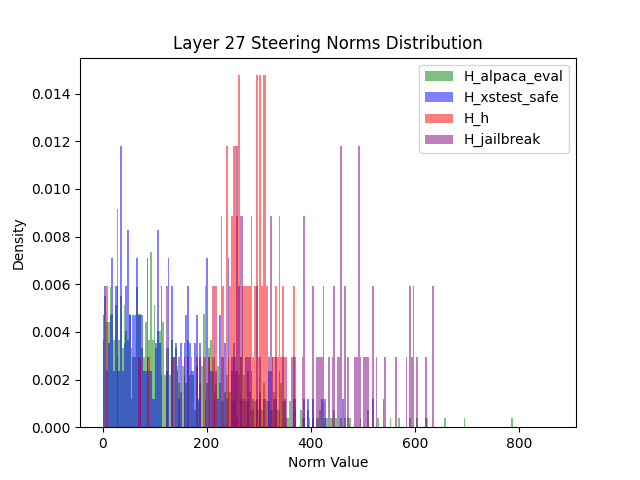 Layer 27 Steering Norms Distribution
H_alpaca_eval
H_xstest_safe
H_h
H_jailbreak
0.014
0.012
0.010
0.008
0.006
0.004
0.002
0.000
Density
0
200
400
600
800
Norm Value